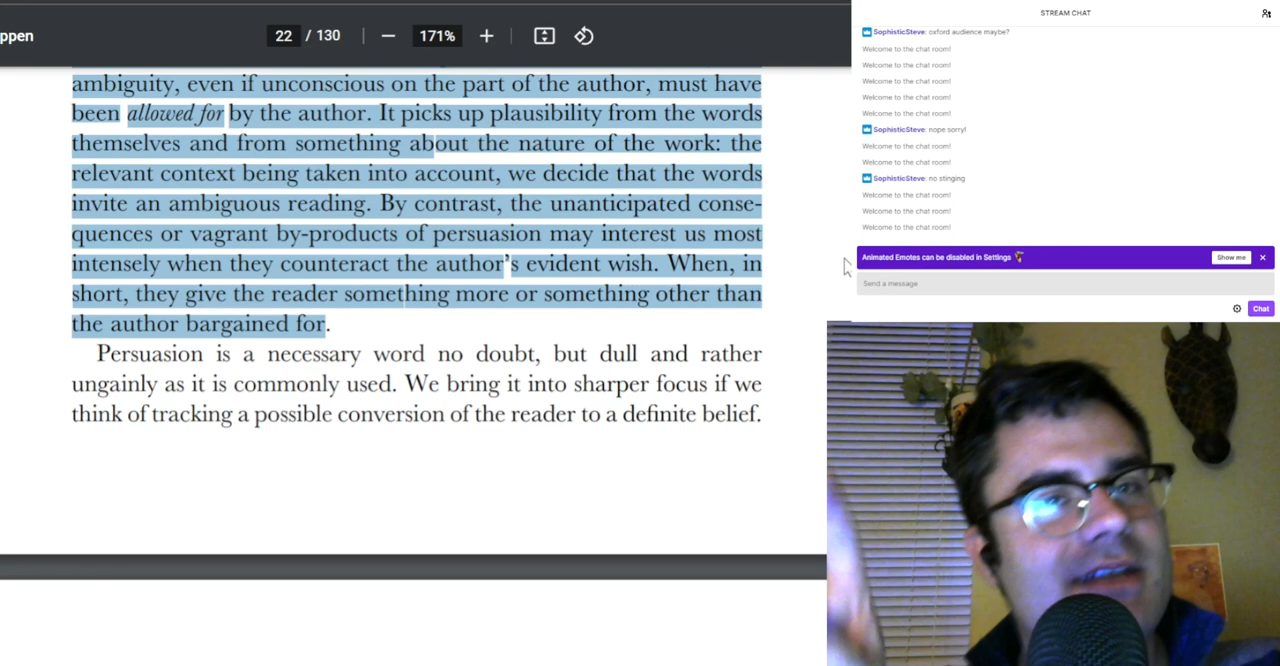 ppen
22 / 130
171%
ambiguity, even if unconscious on the part of the author, must have
been allowed for by the author. It picks up plausibility from the words
themselves and from something about the nature of the work: the
relevant context being taken into account, we decide that the words
invite an ambiguous reading. By contrast, the unanticipated conse-
quences or vagrant by-products of persuasion may interest us most
intensely when they counteract the author's evident wish. When, in
short, they give the reader something more or something other than
the author bargained for.
Persuasion is a necessary word no doubt, but dull and rather
ungainly as it is commonly used. We bring it into sharper focus if we
think of tracking a possible conversion of the reader to a definite belief.
STREAM CHAT
SophisticSteve: oxford audience maybe?
Welcome to the chat room!
Welcome to the chat room!
Welcome to the chat room!
Welcome to the chat room!
Welcome to the chat room!
SophisticSteve: nope sorry!
Welcome to the chat room!
Welcome to the chat room!
SophisticSteve: no stinging
Welcome to the chat room!
Welcome to the chat room!
Welcome to the chat room!
Animated Emotes can be disabled in Settings
Show me
Send a message
Chat